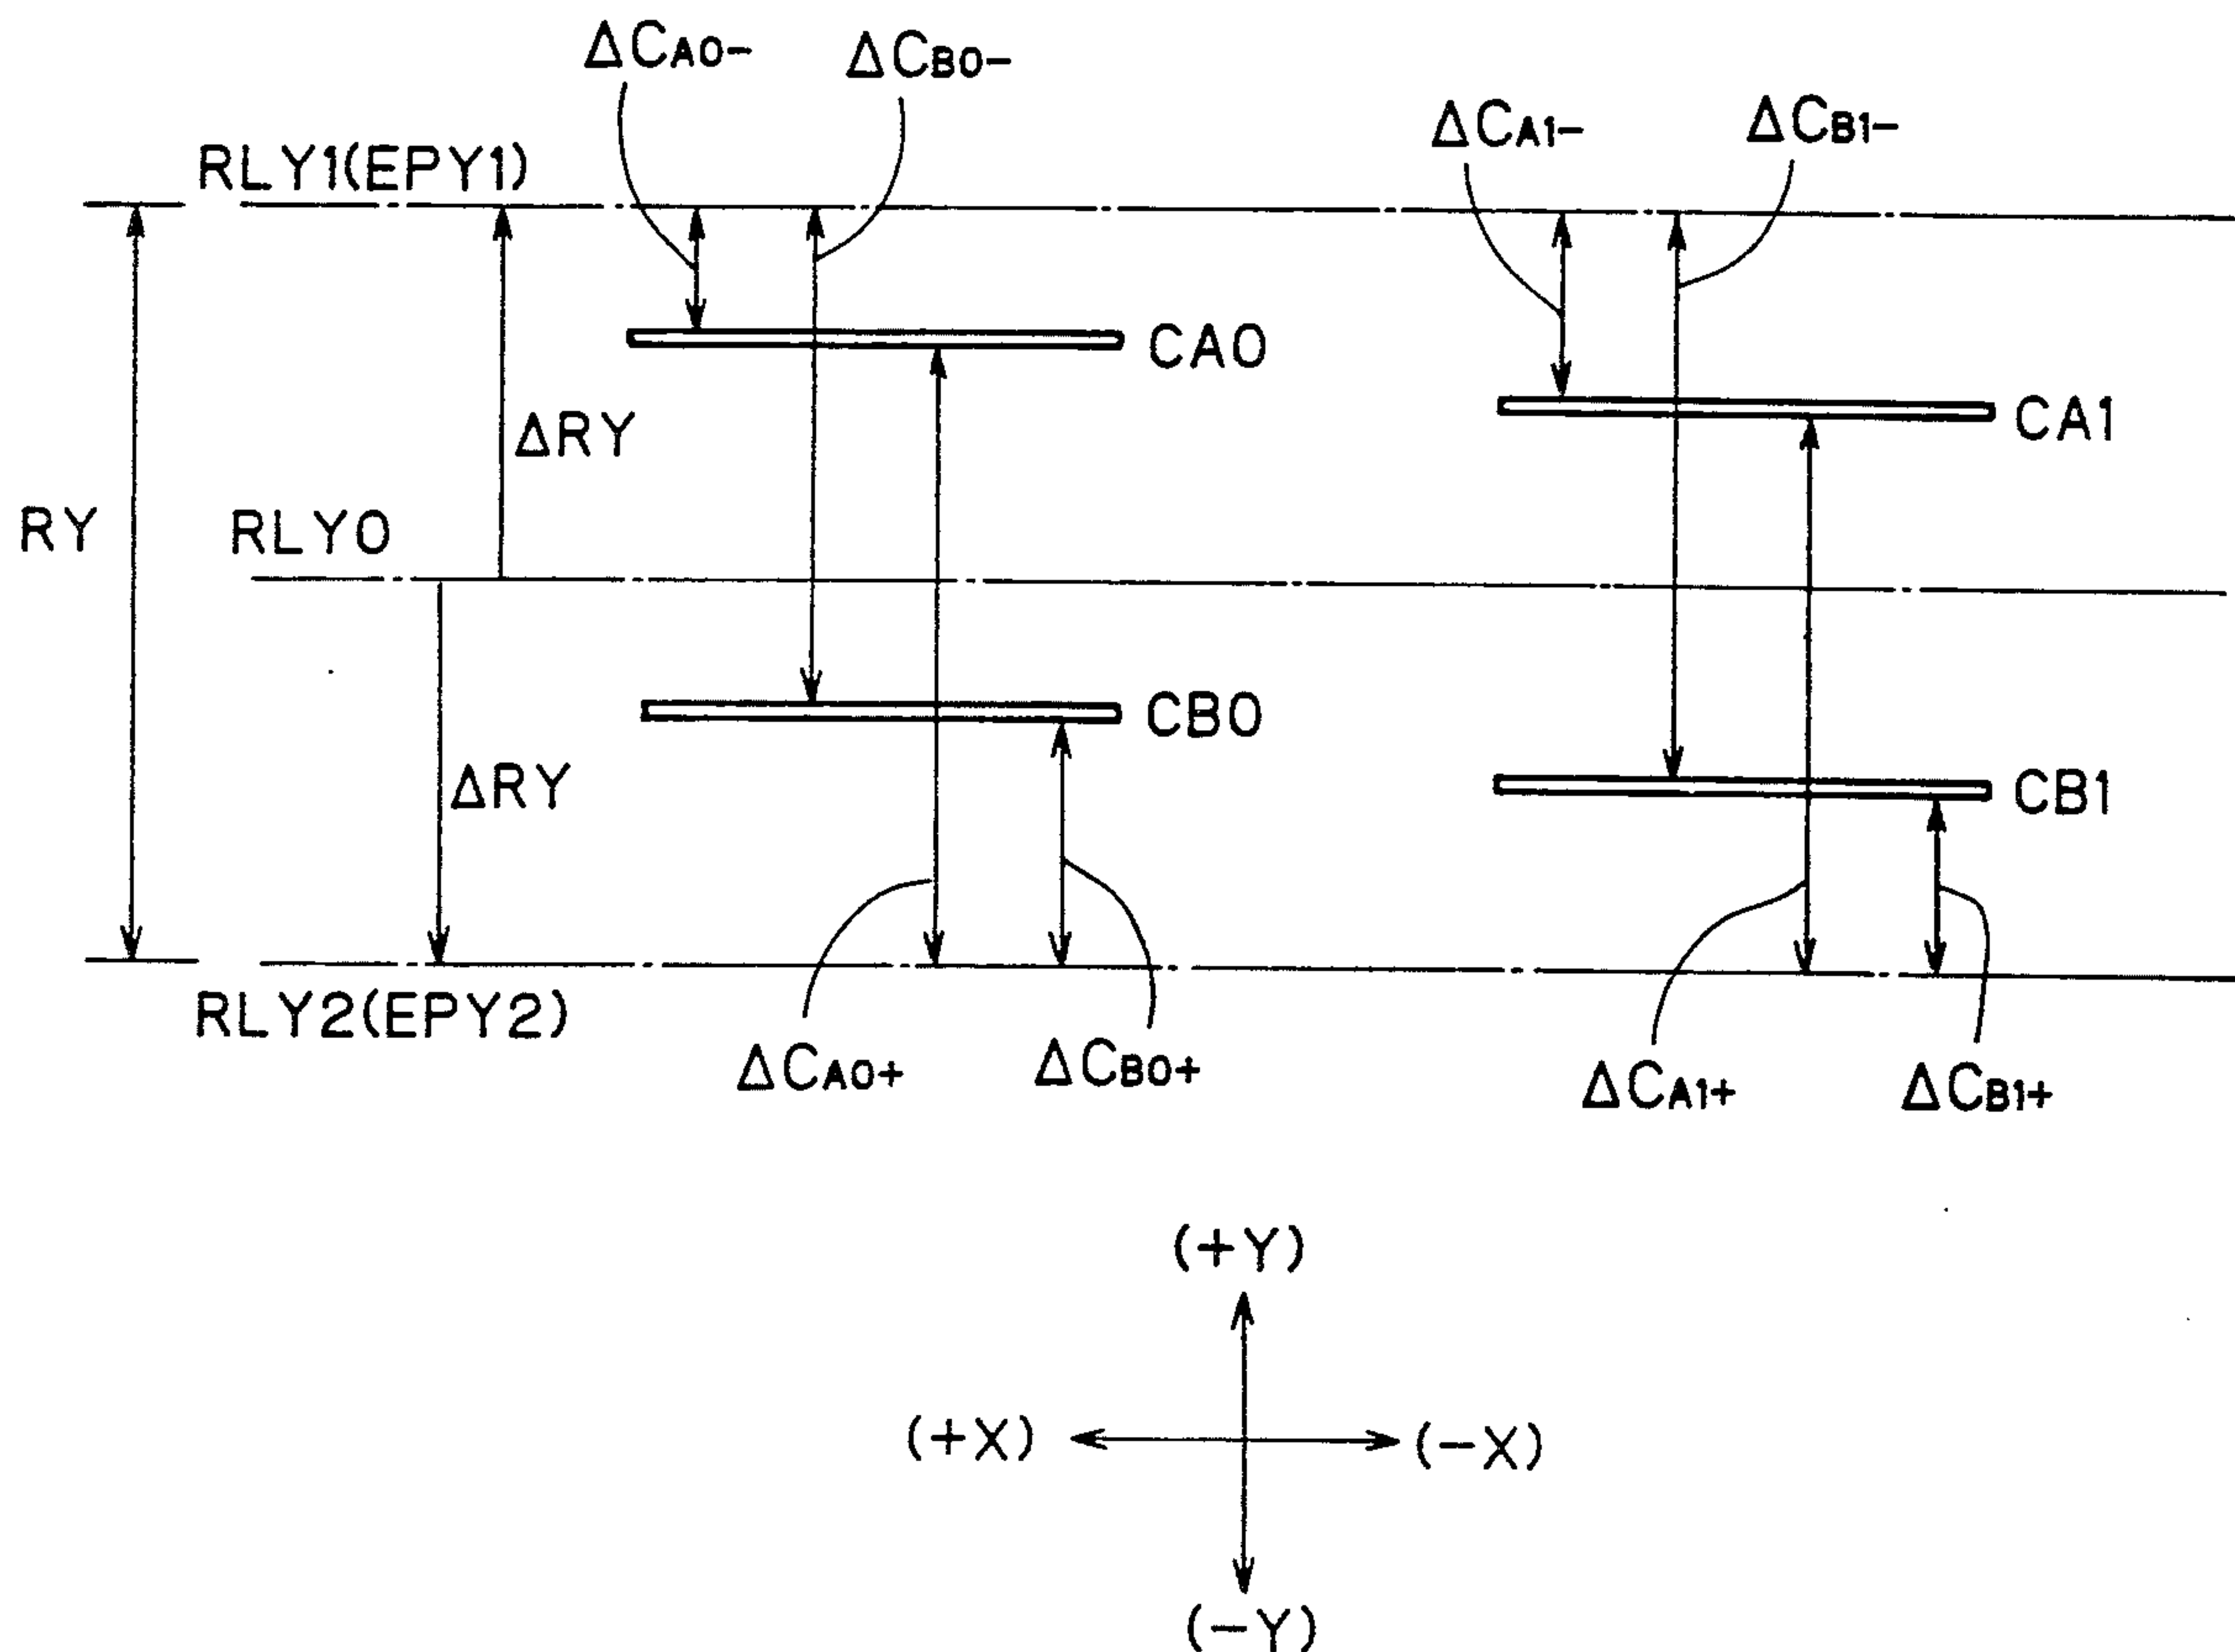 ΔCA0-
ΔCB0-
ΔCA1-
ΔCB1-
RLY1(EPY1)
CA0
CA1
ΔRY
RY
RLY0
CB0
CB1
ΔRY
RLY2(EPY2)
ΔCA0+
ΔCB0+
ΔCA1+
ΔCB1+
(+Y)
(+X)
(-X)
(-Y)